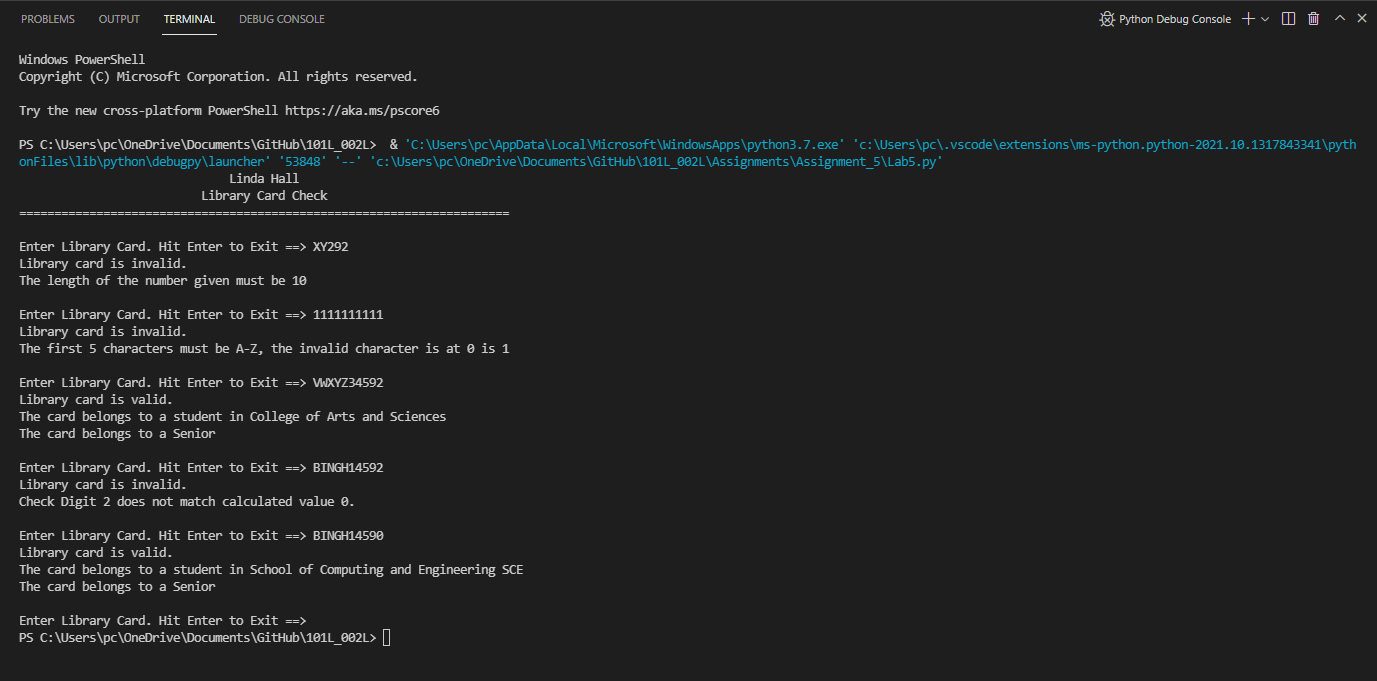 PROBLEMS OUTPUT TERMINAL DEBUG CONSOLE Python Debug Console
Windows PowerShell
Copyright (C) Microsoft Corporation. All rights reserved.
Try the new cross-platform PowerShell https://aka.ms/pscore6
PS C:\Users\pc\OneDrive\Documents\GitHub\101L_002L> & 'C:\Users\pc\AppData\Local\Microsoft\WindowsApps\python3.7.exe' 'c:\Users\pc\.vscode\extensions\ms-python.python-2021.10.1317843341\pyth
onFiles\lib\python\debugpy\launcher' '53848' '--' 'c:\Users\pc\OneDrive\Documents\GitHub\101L_002L\Assignments\Assignment_5\Lab5.py'
Linda Hall
Library Card Check
======================================================================
Enter Library Card. Hit Enter to Exit ==> XY292
Library card is invalid.
The length of the number given must be 10
Enter Library Card. Hit Enter to Exit ==> 1111111111
Library card is invalid.
The first 5 characters must be A-Z, the invalid character is at 0 is 1
Enter Library Card. Hit Enter to Exit ==> VWXYZ34592
Library card is valid.
The card belongs to a student in College of Arts and Sciences
The card belongs to a Senior
Enter Library Card. Hit Enter to Exit ==> BINGH14592
Library card is invalid.
Check Digit 2 does not match calculated value 0.
Enter Library Card. Hit Enter to Exit ==> BINGH14590
Library card is valid.
The card belongs to a student in School of Computing and Engineering SCE
The card belongs to a Senior
Enter Library Card. Hit Enter to Exit ==>
PS C:\Users\pc\OneDrive\Documents\GitHub\101L_002L>